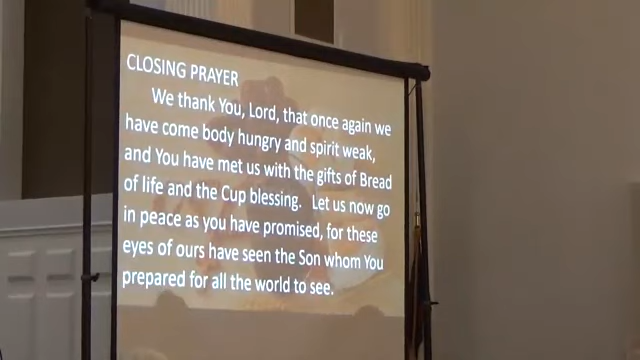 CLOSING PRAYER
We thank You, Lord, that once again we
have come body hungry and spirit weak,
and You have met us with the gifts of Bread
of life and the Cup blessing. Let us now go
in peace as you have promised, for these
eyes of ours have seen the Son whom You
prepared for all the world to see.